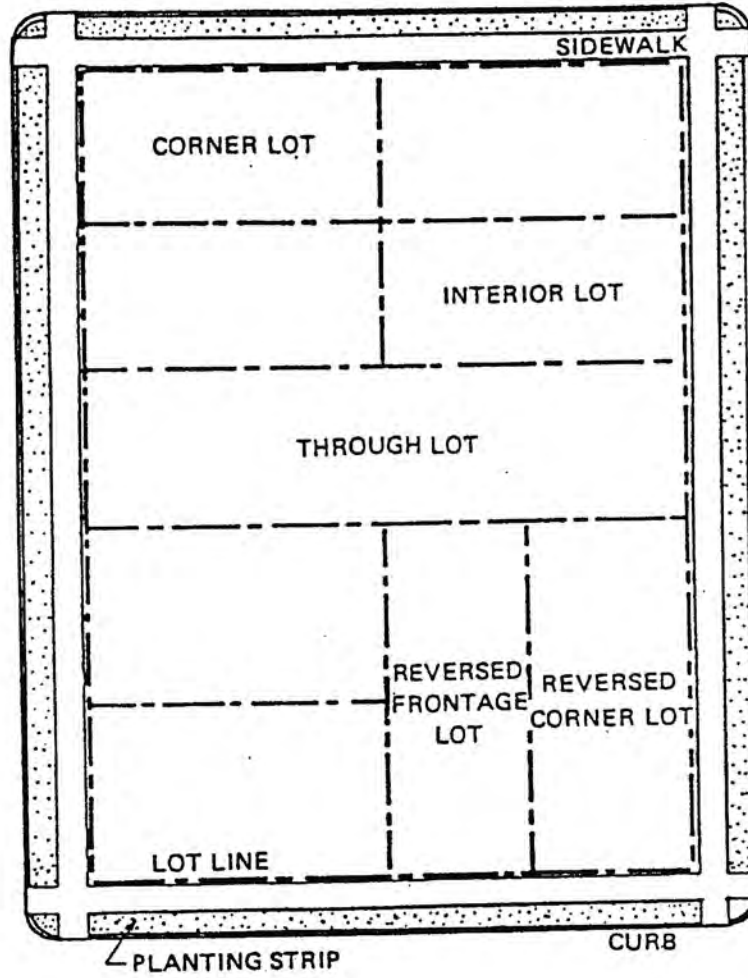 SIDEWALK
CORNER LOT
INTERIOR LOT
THROUGH LOT
REVERSED
FRONTAGE
LOT
REVERSED
CORNER LOT
LOT LINE
CURB
PLANTING STRIP